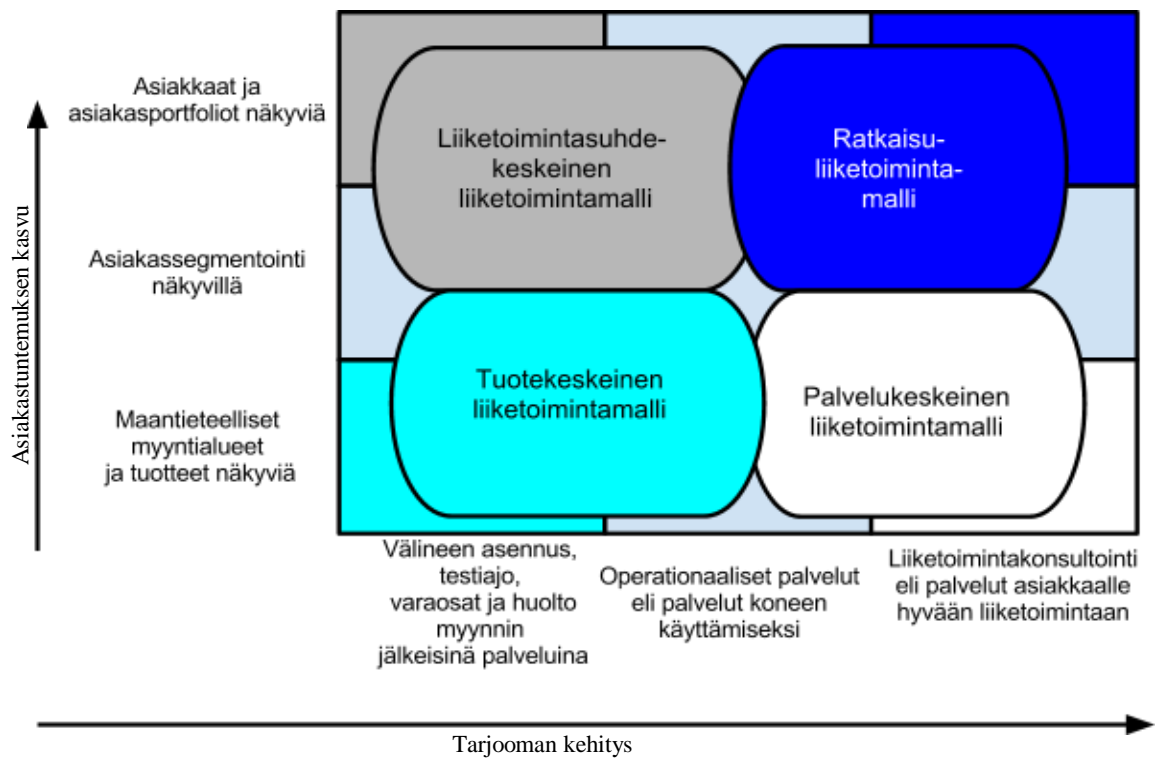 Asiakastuntemuksen kasvu
Asiakkaat ja
asiakasportfoliot näkyviä
Asiakassegmentointi
näkyvillä
Maantieteelliset
myyntialueet
ja tuotteet näkyviä
Liiketoimintasuhde-
keskeinen
liiketoimintamalli
Ratkaisu-
liiketoiminta-
malli
Tuotekeskeinen
liiketoimintamalli
Palvelukeskeinen
liiketoimintamalli
Välineen asennus,
testiajo,
varaosat ja huolto
myynnin
jälkeisinä palveluina
Operationaaliset palvelut
eli palvelut koneen
käyttämiseksi
Liiketoimintakonsultointi
eli palvelut asiakkaalle
hyvään liiketoimintaan
Tarjooman kehitys